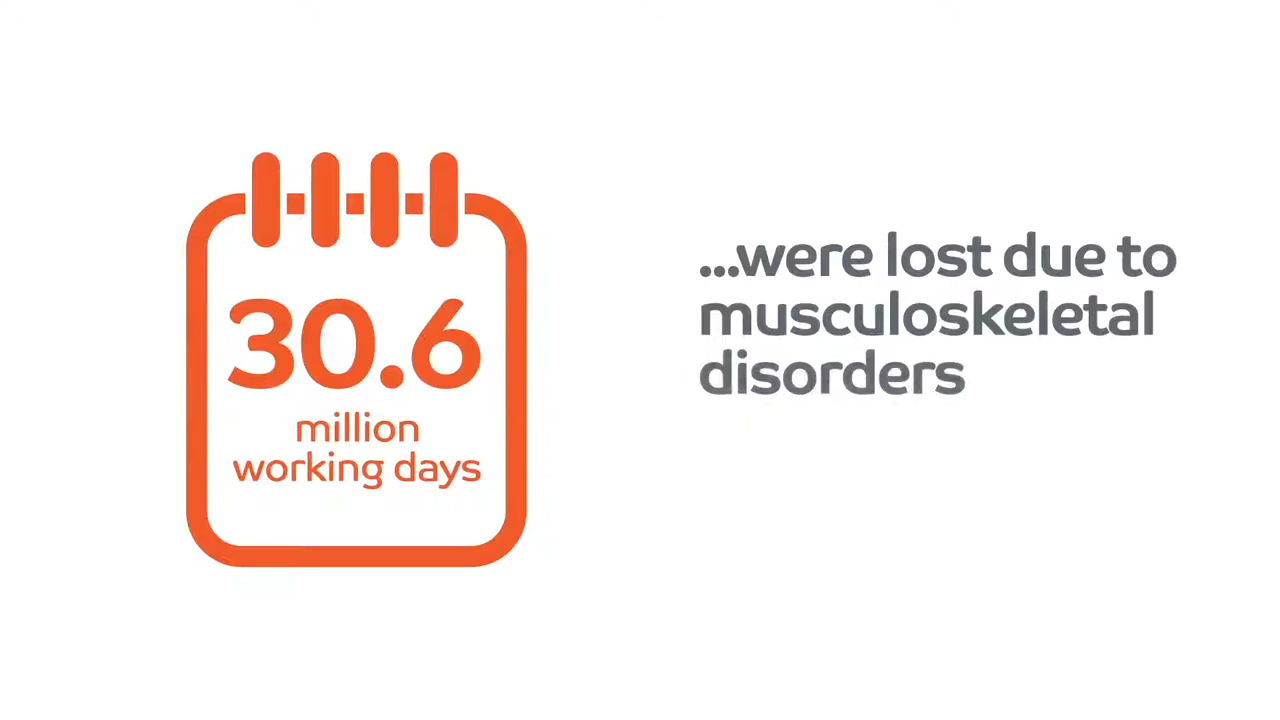 30.6
million
working days
...were lost due to
musculoskeletal
disorders